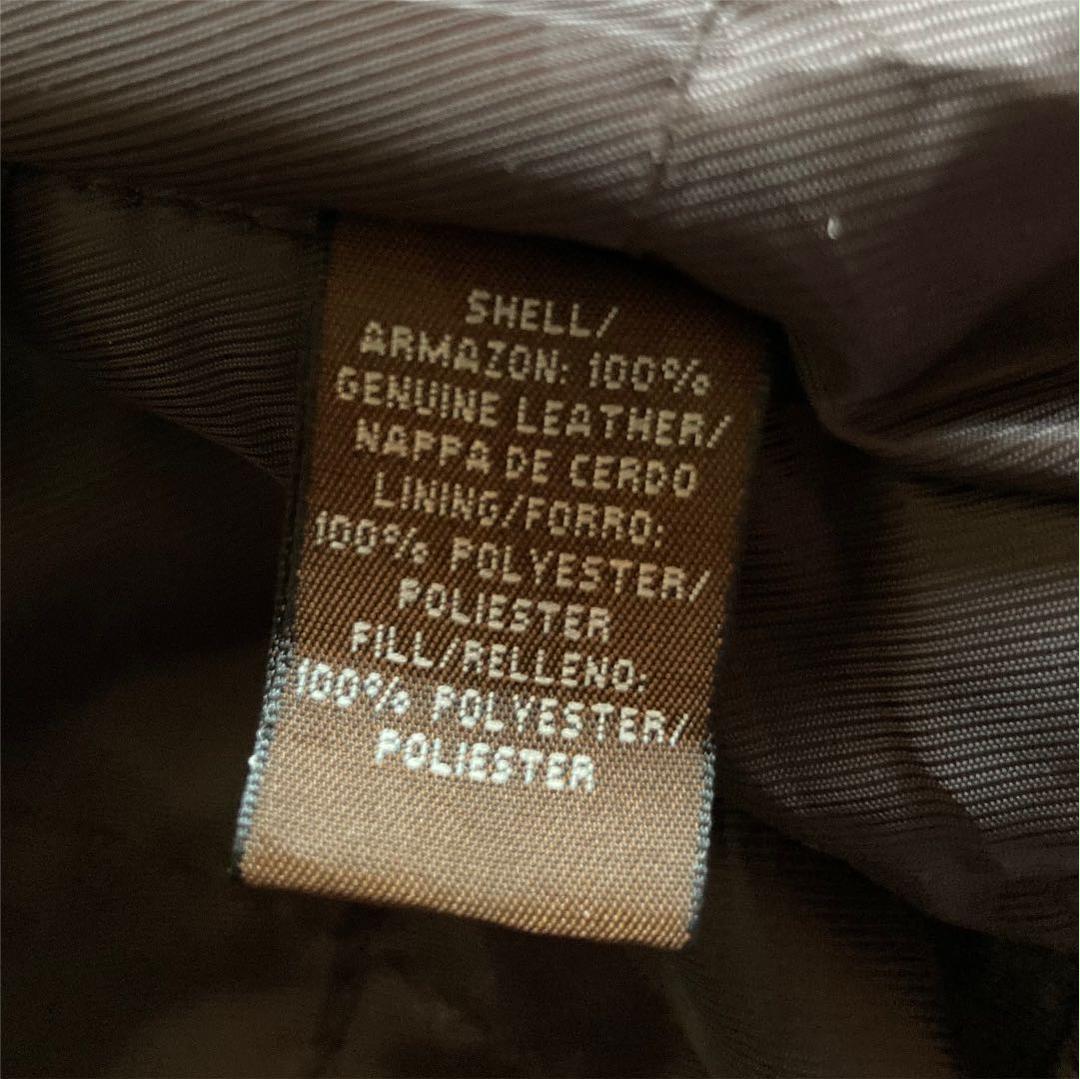 SHELL/
ARMAZON: 100%
GENUINE LEATHER/
NAPPA DE CERDO
LINING/FORRO:
100% POLYESTER/
POLIESTER
FILL/RELLENO:
100% POLYESTER/
POLIESTER